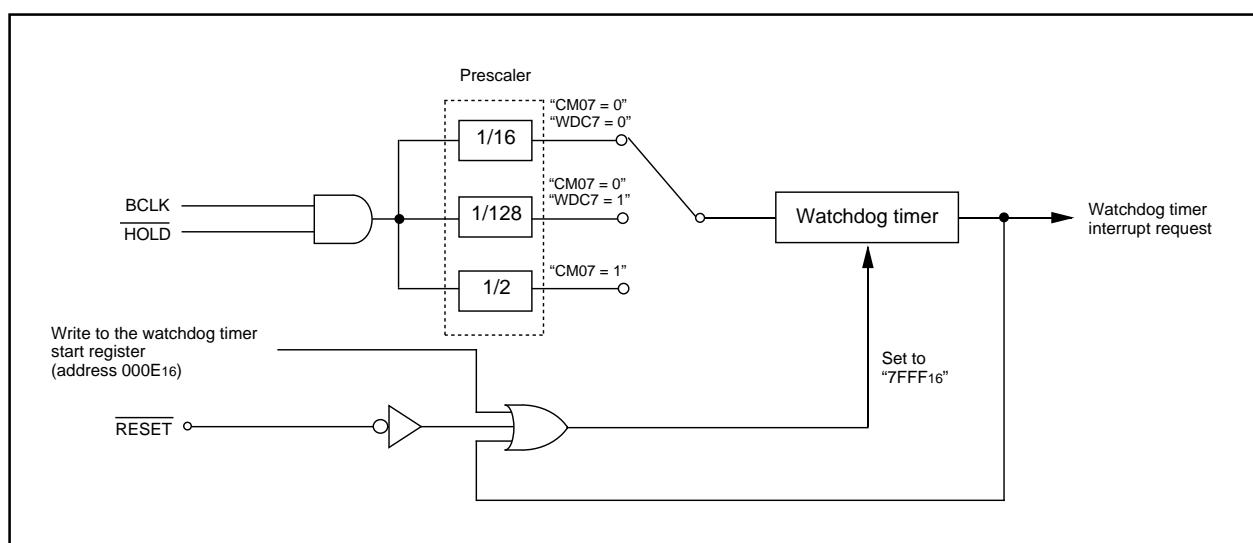 Prescaler
“CM07 = 0”
“WDC7 = 0”
1/16
“CM07 = 0”
“WDC7 = 1”
1/128
“CM07 = 1”
1/2
BCLK
HOLD
Watchdog timer
Watchdog timer
interrupt request
Write to the watchdog timer
start register
(address 000E16)
Set to
“7FFF16”
RESET